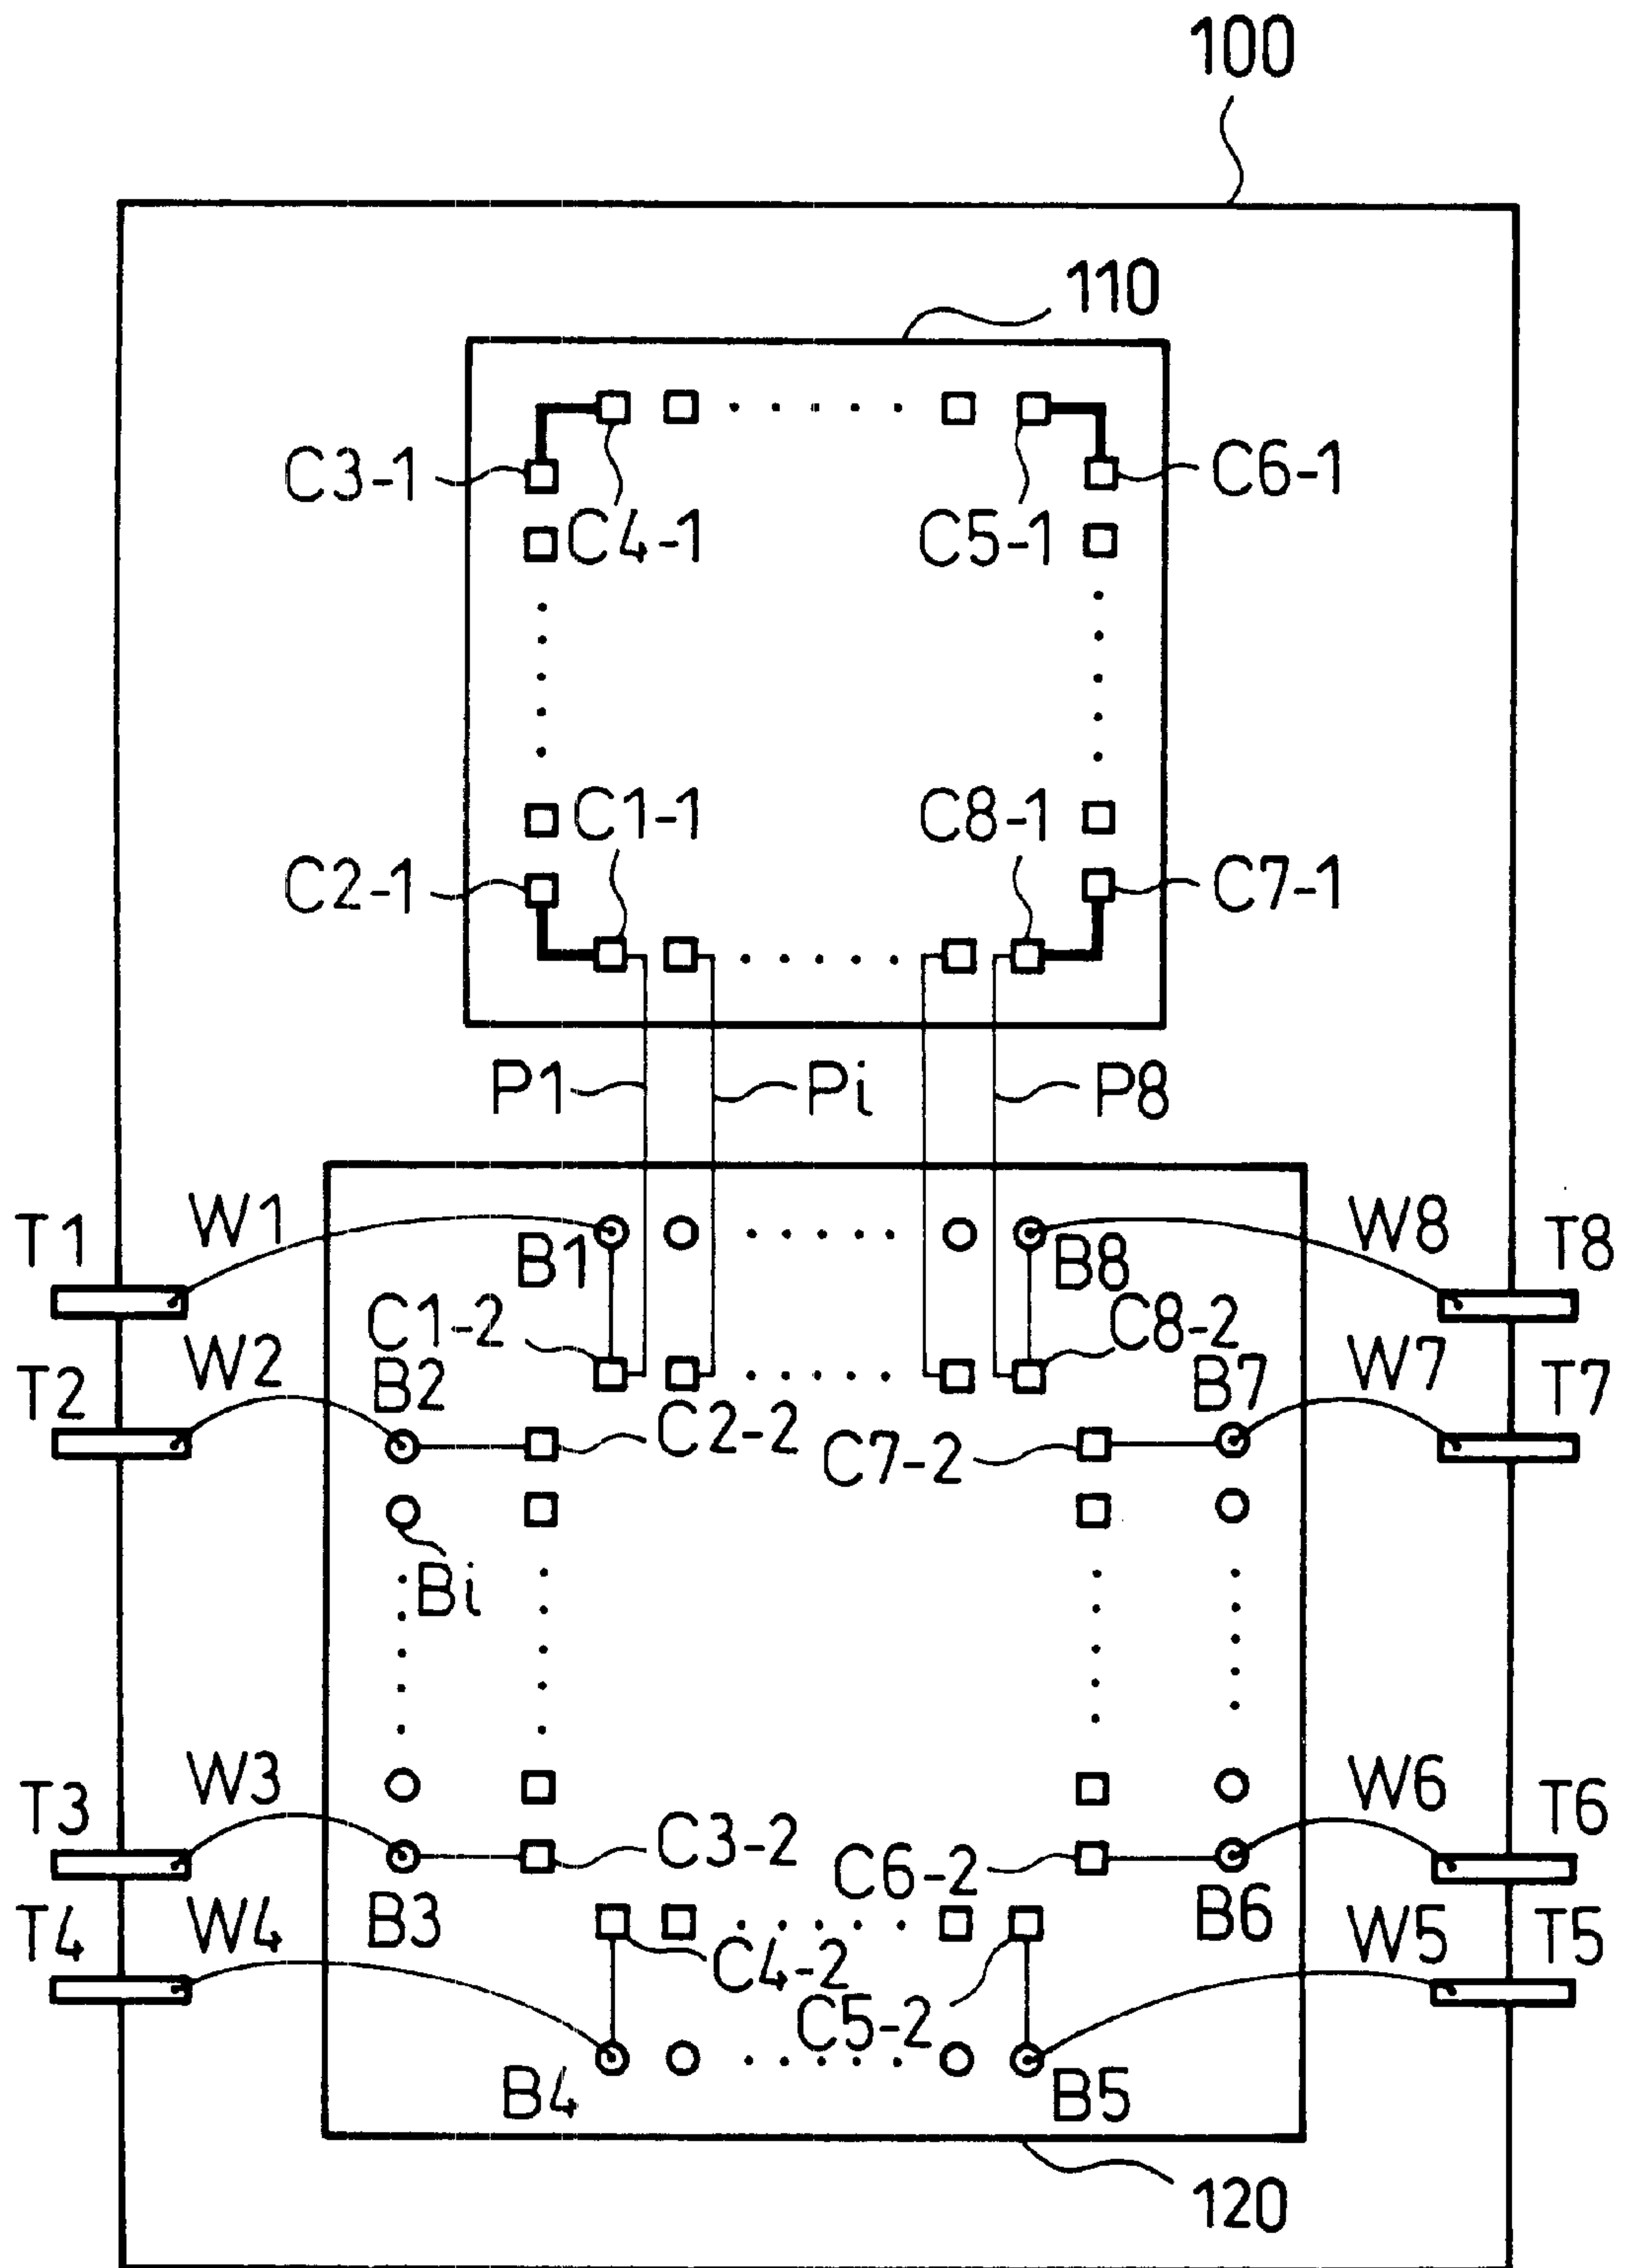 100
110
C3-1 C6-1
C4-1 C5-1
C1-1 C8-1
C2-1 C7-1
P1 Pi P8
T1 W1 B1 B8 W8 T8
C1-2 C8-2
T2 W2 B2 B7 W7 T7
C2-2 C7-2
Bi
T3 W3 C3-2 C6-2 W6 T6
T4 W4 B3 B6 W5 T5
C4-2 C5-2
B4 B5
120